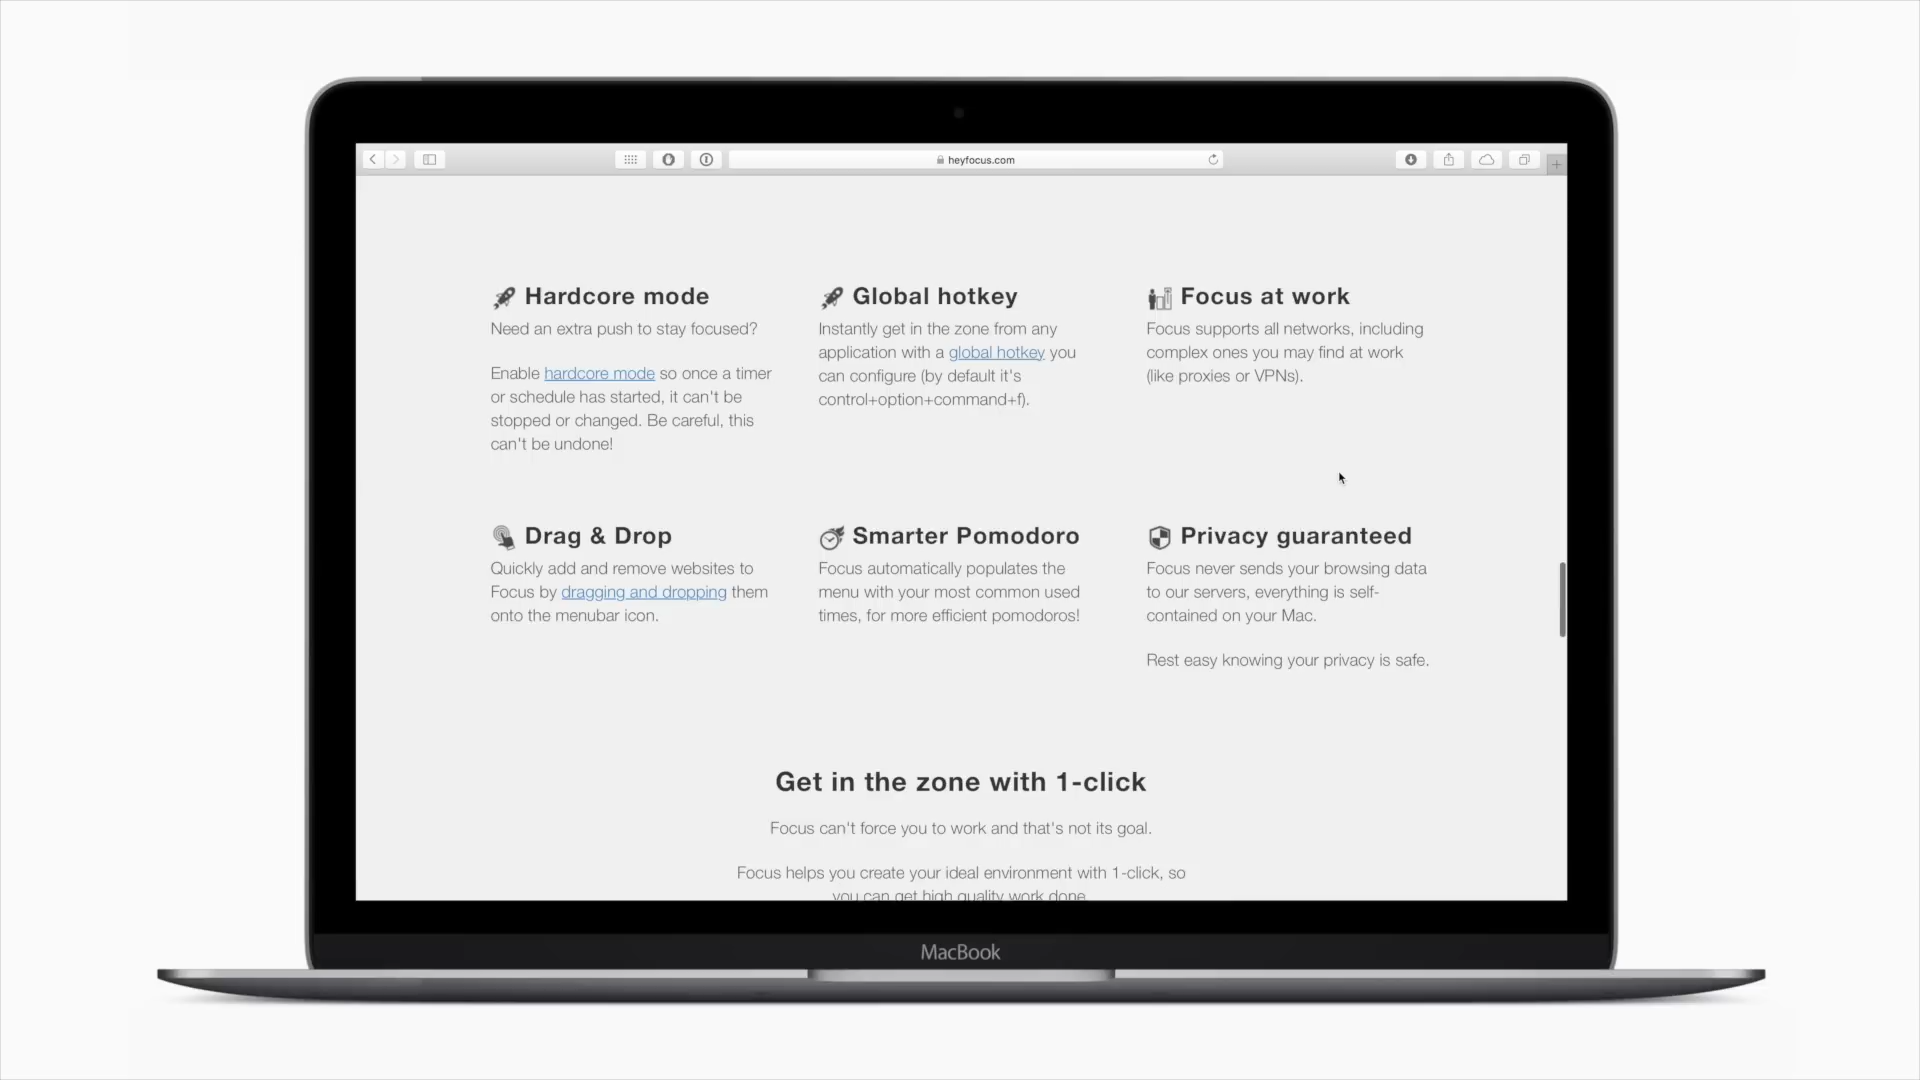 heyfocus.com
Hardcore mode
Need an extra push to stay focused?
Enable hardcore mode so once a timer
or schedule has started, it can't be
stopped or changed. Be careful, this
can't be undone!
Global hotkey
Instantly get in the zone from any
application with a global hotkey you
can configure (by default it's
control+option+command+f).
Focus at work
Focus supports all networks, including
complex ones you may find at work
(like proxies or VPNs).
Drag & Drop
Quickly add and remove websites to
Focus by dragging and dropping them
onto the menubar icon.
Smarter Pomodoro
Focus automatically populates the
menu with your most common used
times, for more efficient pomodoros!
Privacy guaranteed
Focus never sends your browsing data
to our servers, everything is self-
contained on your Mac.
Rest easy knowing your privacy is safe.
Get in the zone with 1-click
Focus can't force you to work and that's not its goal.
Focus helps you create your ideal environment with 1-click, so
you can get high quality work done.
MacBook